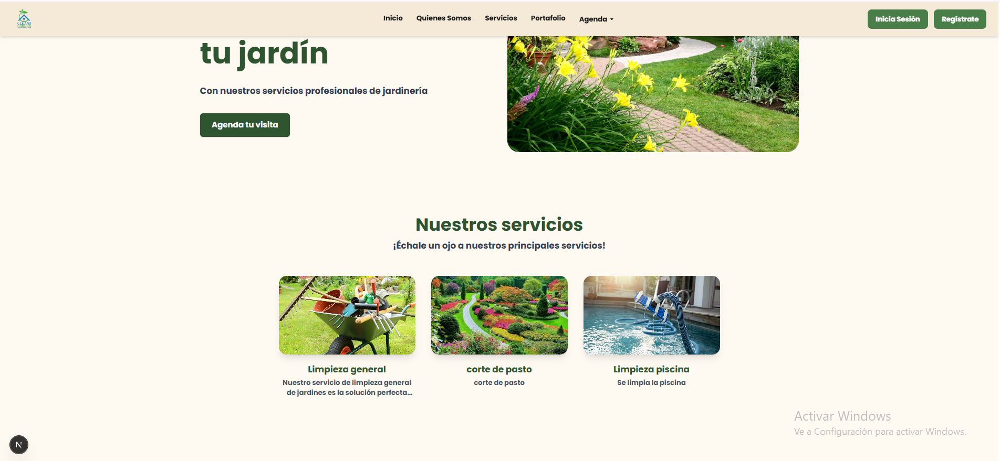 CLEAN
GARDEN
Inicio
Quienes Somos
Servicios
Portafolio
Agenda
Inicia Sesión
Regístrate
tu jardín
Con nuestros servicios profesionales de jardinería
Agenda tu visita
Nuestros servicios
¡Échale un ojo a nuestros principales servicios!
Limpieza general
Nuestro servicio de limpieza general
de jardines es la solución perfecta...
corte de pasto
corte de pasto
Limpieza piscina
Se limpia la piscina
Activar Windows
Ve a Configuración para activar Windows.
N